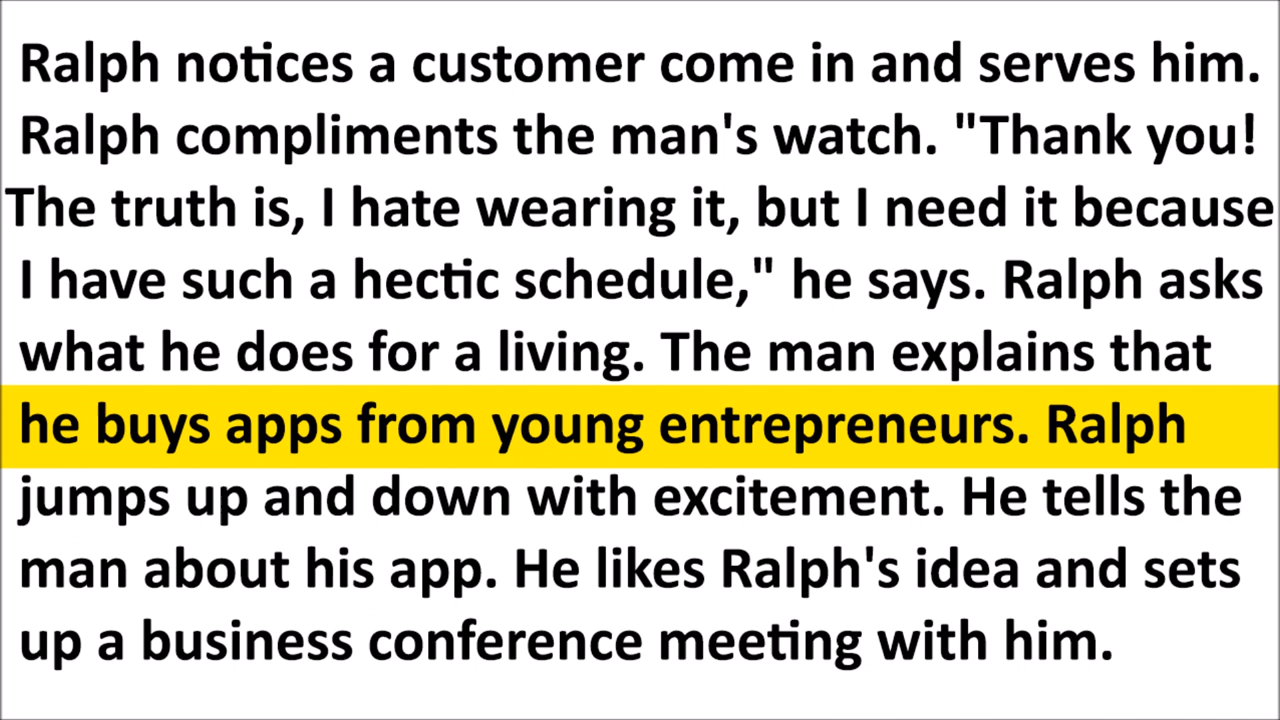 Ralph notices a customer come in and serves him.
Ralph compliments the man's watch. "Thank you!
The truth is, I hate wearing it, but I need it because
I have such a hectic schedule," he says. Ralph asks
what he does for a living. The man explains that
he buys apps from young entrepreneurs. Ralph
jumps up and down with excitement. He tells the
man about his app. He likes Ralph's idea and sets
up a business conference meeting with him.